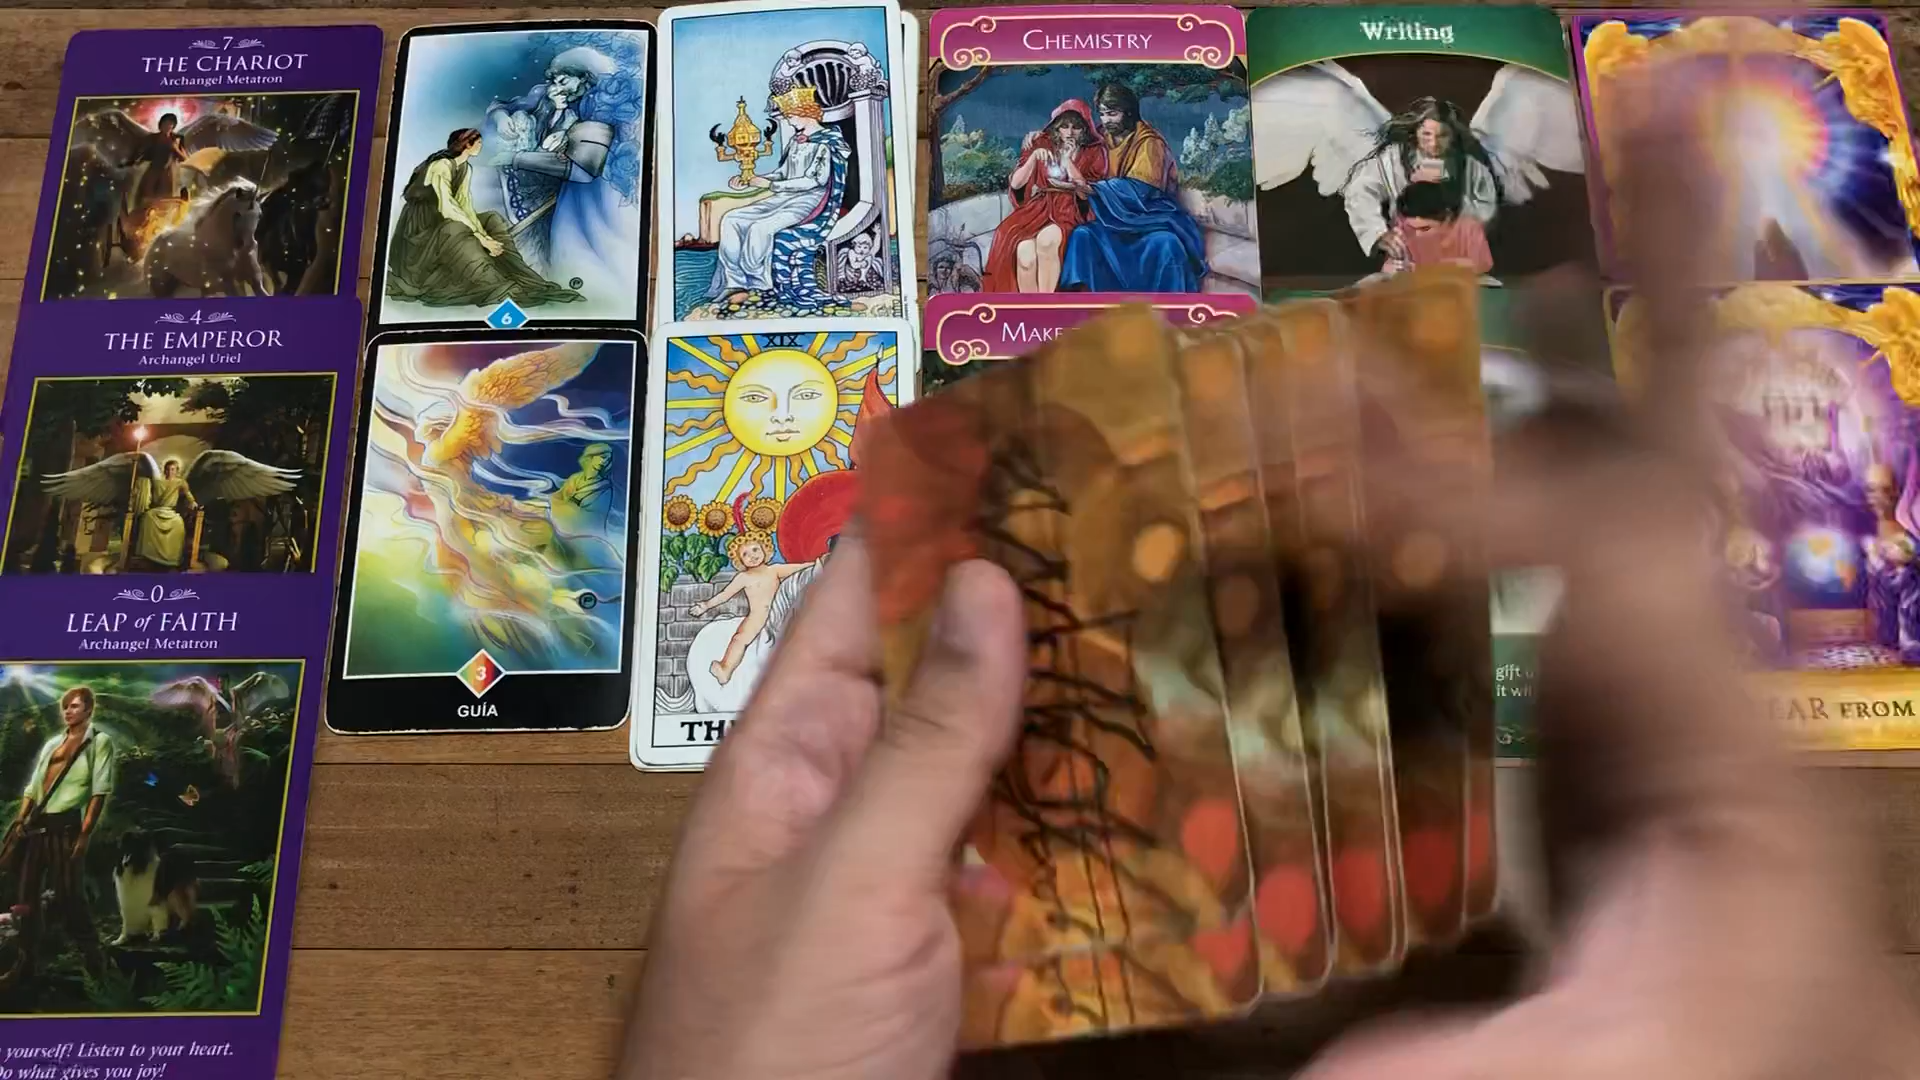 7
THE CHARIOT
Archangel Metatron
4
THE EMPEROR
Archangel Uriel
0
LEAP of FAITH
Archangel Metatron
yourself! Listen to your heart.
Do what gives you joy!
6
3
GUÍA
XIX
CHEMISTRY
MAKE
Writing
gift
it
FROM